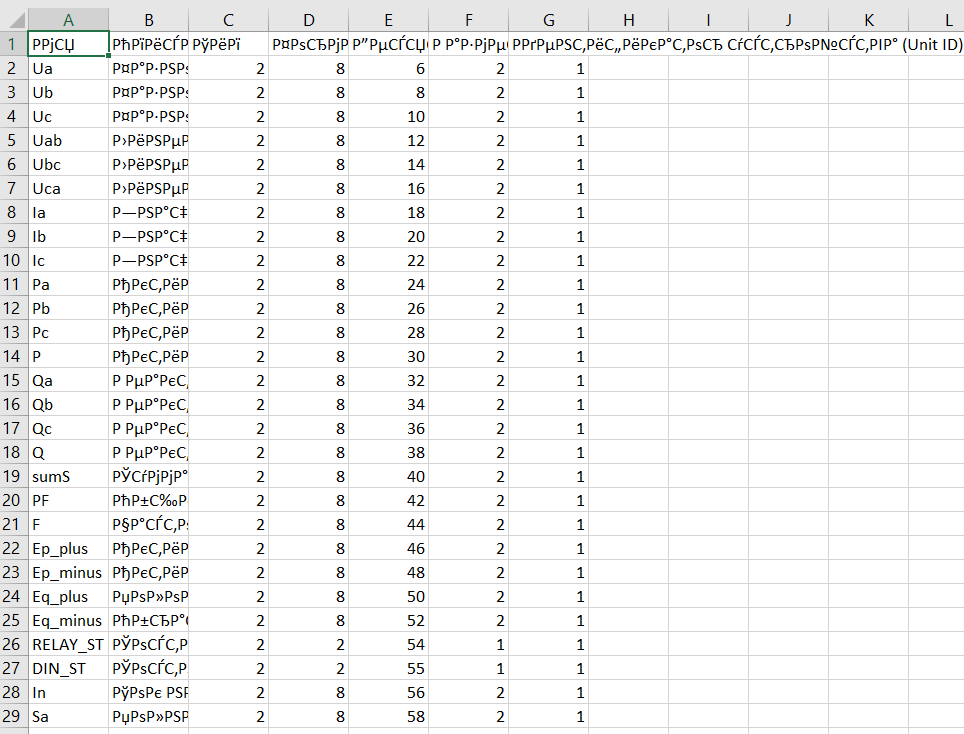 A B C D E F G H I J K L
1 РРјСЏ РћРїРёСЃР РўРёРї Р¤РѕСЂРјР Р”РµСЃСЏ Р Р°Р·РјРµ РРґРµРЅС‚РёС„РёРєР°С‚РѕСЂ СѓСЃС‚СЂРѕР№СЃС‚РІР° (Unit ID)
2 Ua Р¤Р°Р·РЅРѕ 2 8 6 2 1
3 Ub Р¤Р°Р·РЅРѕ 2 8 8 2 1
4 Uc Р¤Р°Р·РЅРѕ 2 8 10 2 1
5 Uab Р›РёРЅРµР 2 8 12 2 1
6 Ubc Р›РёРЅРµР 2 8 14 2 1
7 Uca Р›РёРЅРµР 2 8 16 2 1
8 Ia Р—РЅР°С‡ 2 8 18 2 1
9 Ib Р—РЅР°С‡ 2 8 20 2 1
10 Ic Р—РЅР°С‡ 2 8 22 2 1
11 Pa РђРєС‚РёР 2 8 24 2 1
12 Pb РђРєС‚РёР 2 8 26 2 1
13 Pc РђРєС‚РёР 2 8 28 2 1
14 P РђРєС‚РёР 2 8 30 2 1
15 Qa Р РµР°РєС‚ 2 8 32 2 1
16 Qb Р РµР°РєС‚ 2 8 34 2 1
17 Qc Р РµР°РєС‚ 2 8 36 2 1
18 Q Р РµР°РєС‚ 2 8 38 2 1
19 sumS РЎСѓРјРјР° 2 8 40 2 1
20 PF РћР±С‰Р 2 8 42 2 1
21 F Р§Р°СЃС‚Рѕ 2 8 44 2 1
22 Ep_plus РђРєС‚РёР 2 8 46 2 1
23 Ep_minus РђРєС‚РёР 2 8 48 2 1
24 Eq_plus РџРѕР»РѕР 2 8 50 2 1
25 Eq_minus РћР±СЂР°С 2 8 52 2 1
26 RELAY_ST РЎРѕСЃС‚Р 2 2 54 1 1
27 DIN_ST РЎРѕСЃС‚Р 2 2 55 1 1
28 In РўРѕРє РЅР 2 8 56 2 1
29 Sa РџРѕР»РЅР 2 8 58 2 1